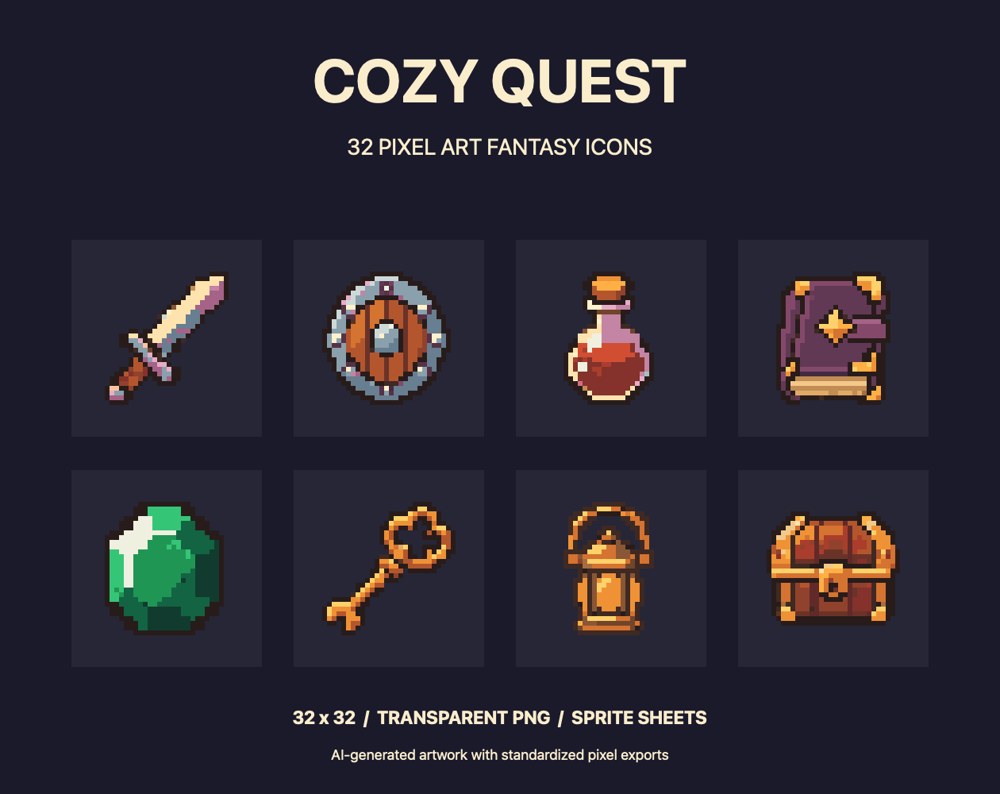 COZY QUEST
32 PIXEL ART FANTASY ICONS
32 x 32 / TRANSPARENT PNG / SPRITE SHEETS
AI-generated artwork with standardized pixel exports